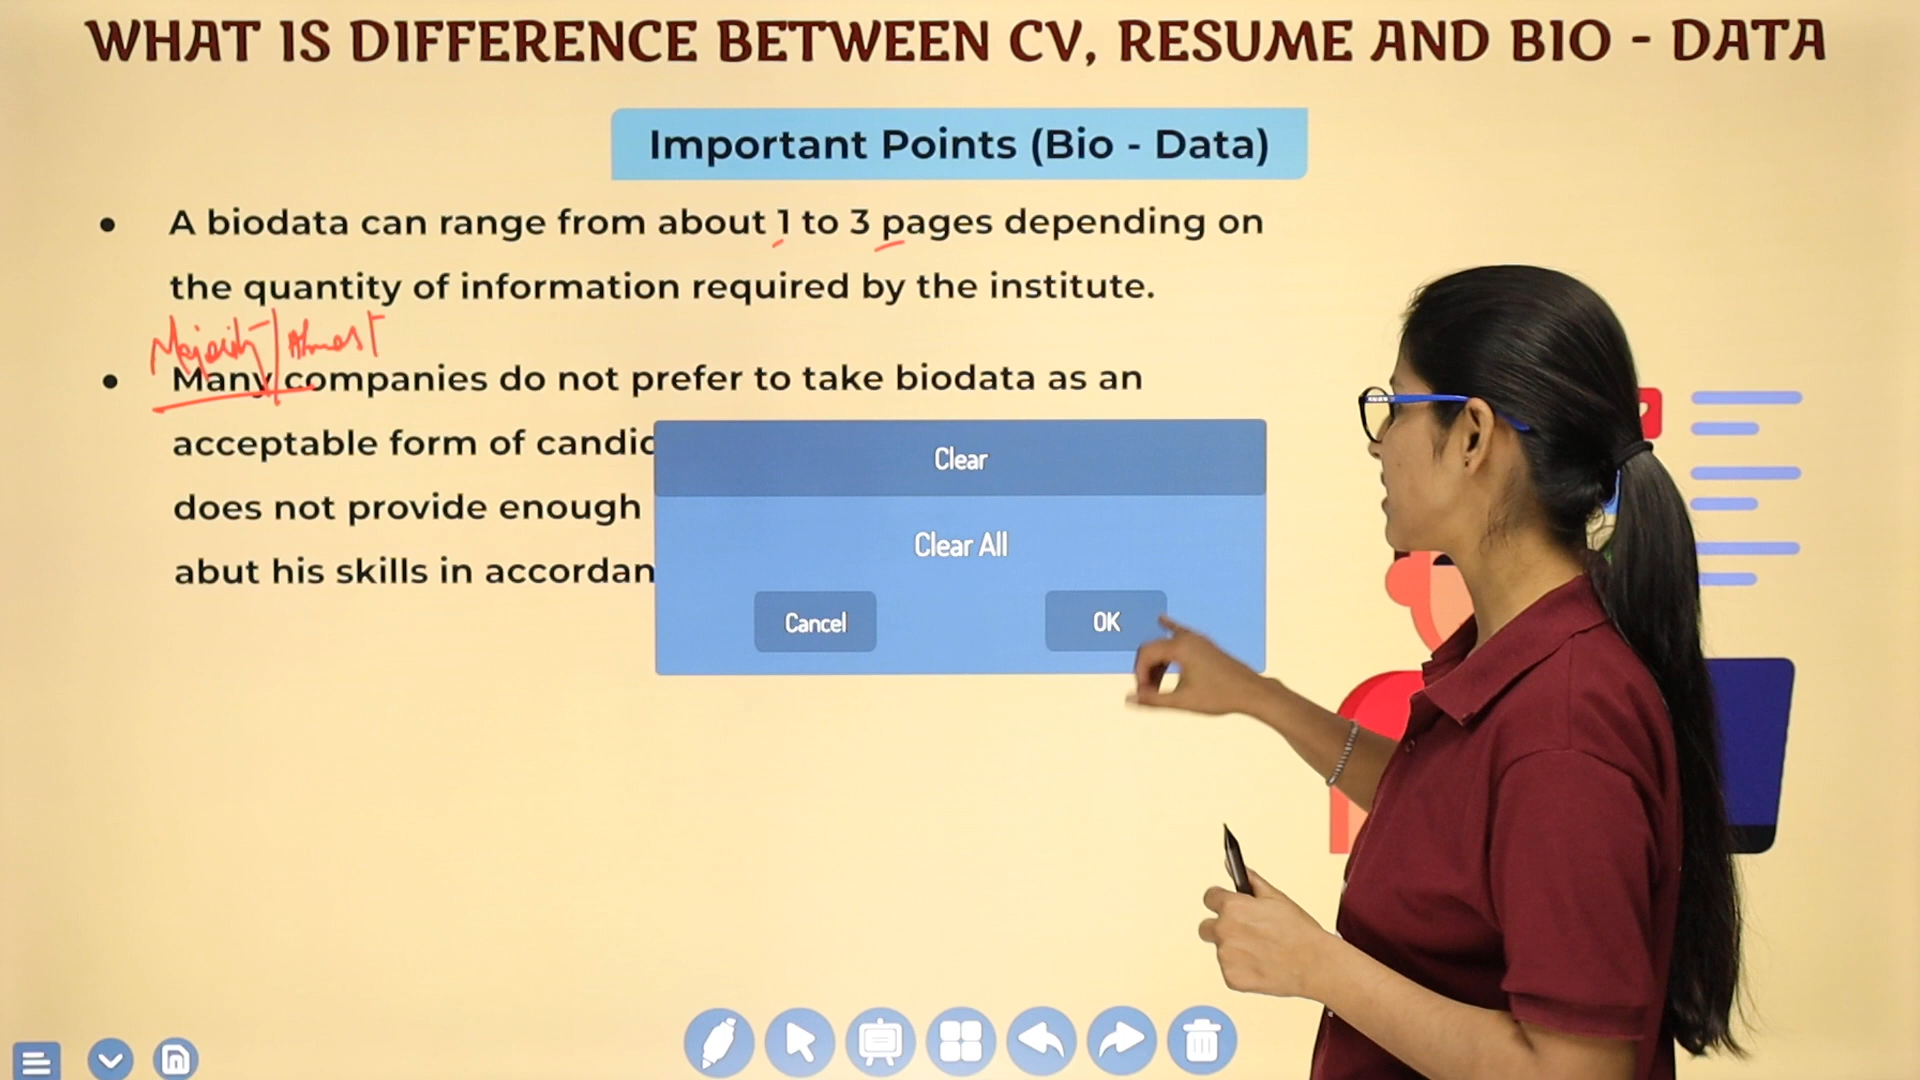 WHAT IS DIFFERENCE BETWEEN CV, RESUME AND BIO - DATA
Important Points (Bio - Data)
• A biodata can range from about 1 to 3 pages depending on
the quantity of information required by the institute.
Majority Almost
• Many companies do not prefer to take biodata as an
acceptable form of candid
does not provide enough
abut his skills in accordan
Clear
Clear All
Cancel OK